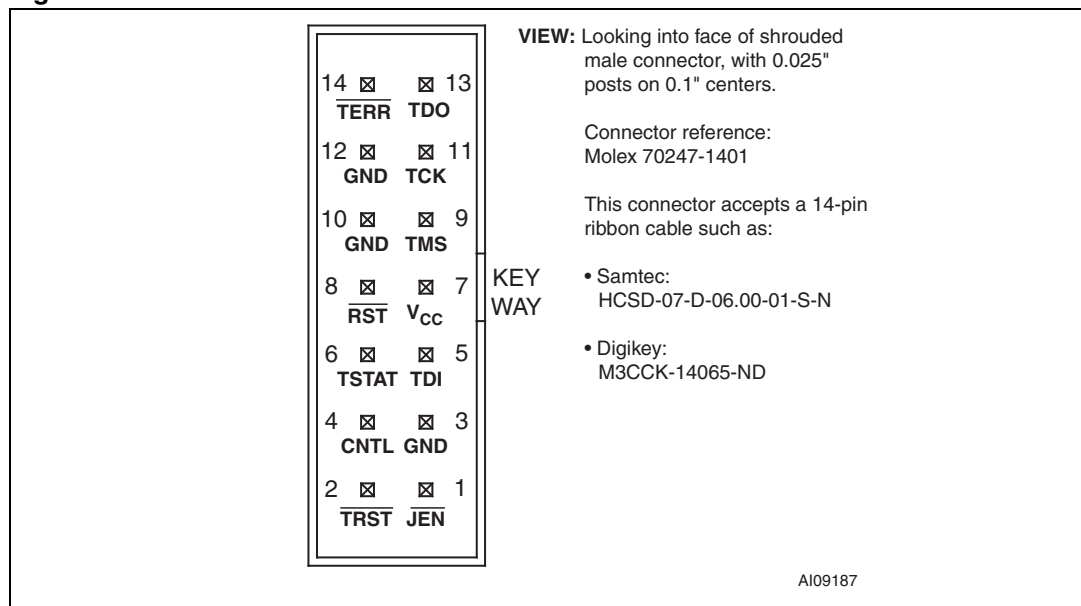 VIEW: Looking into face of shrouded
male connector, with 0.025"
posts on 0.1" centers.
Connector reference:
Molex 70247-1401
This connector accepts a 14-pin
ribbon cable such as:
• Samtec:
HCSD-07-D-06.00-01-S-N
• Digikey:
M3CCK-14065-ND
14 13
TERR TDO
12 11
GND TCK
10 9
GND TMS
8 7
RST VCC
KEY
WAY
6 5
TSTAT TDI
4 3
CNTL GND
2 1
TRST JEN
AI09187